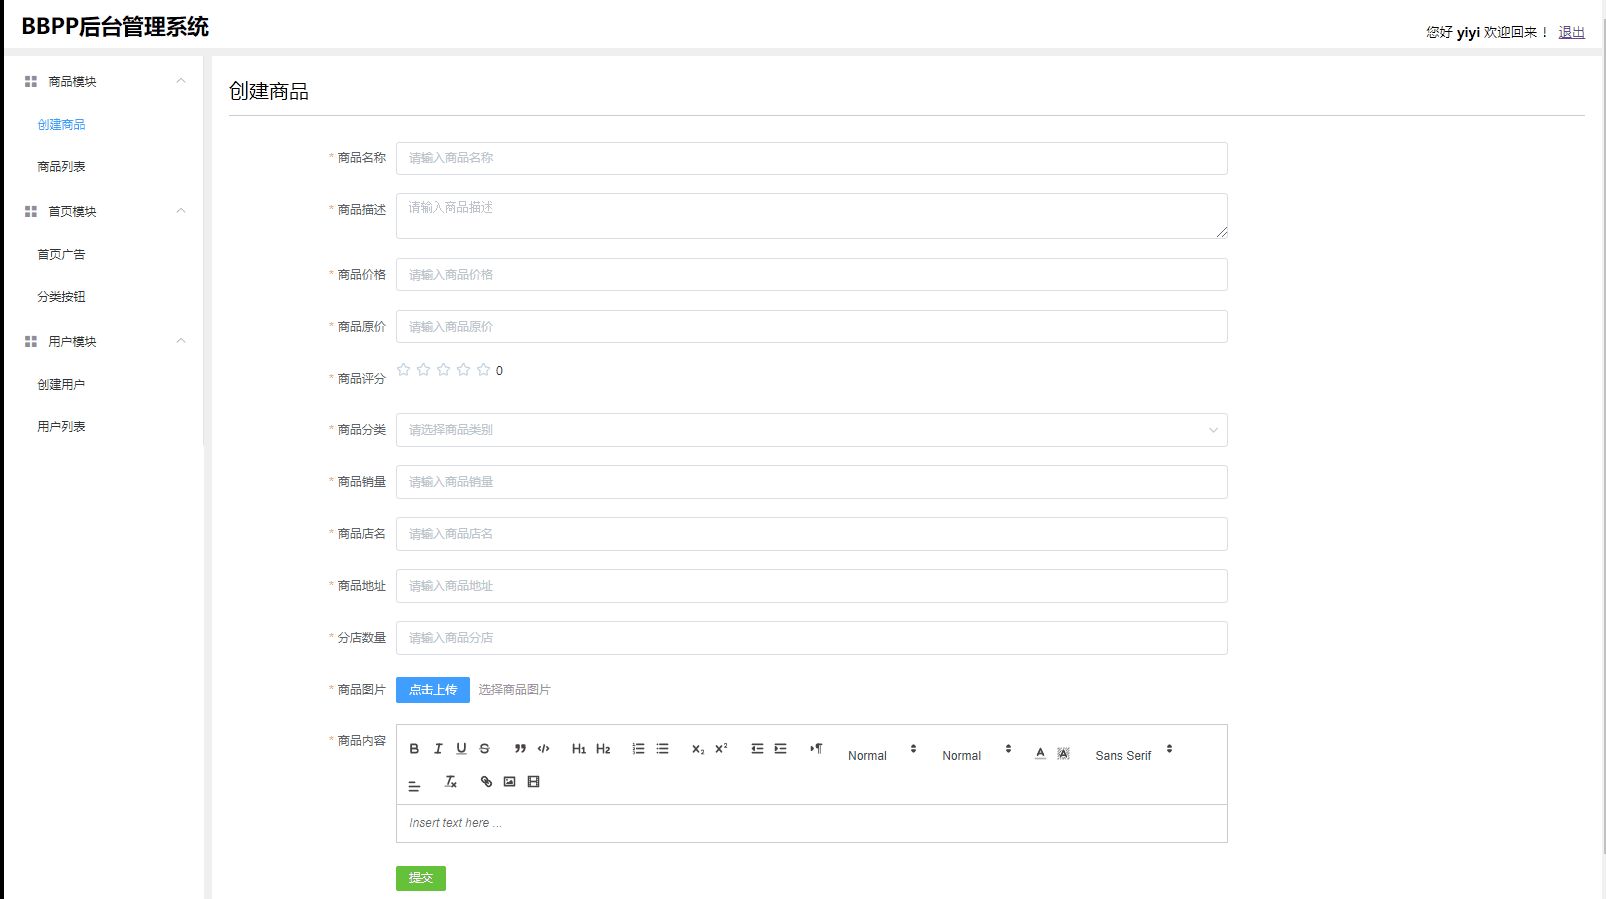 BBPP后台管理系统
您好 yiyi 欢迎回来！ 退出
商品模块
创建商品
商品列表
首页模块
首页广告
分类按钮
用户模块
创建用户
用户列表
创建商品
* 商品名称 请输入商品名称
* 商品描述 请输入商品描述
* 商品价格 请输入商品价格
* 商品原价 请输入商品原价
* 商品评分 0
* 商品分类 请选择商品类别
* 商品销量 请输入商品销量
* 商品店名 请输入商品店名
* 商品地址 请输入商品地址
* 分店数量 请输入商品分店
* 商品图片 点击上传 选择商品图片
* 商品内容
B I U S H1 H2 X2 X2 Normal Normal A A Sans Serif
Tx
Insert text here ...
提交